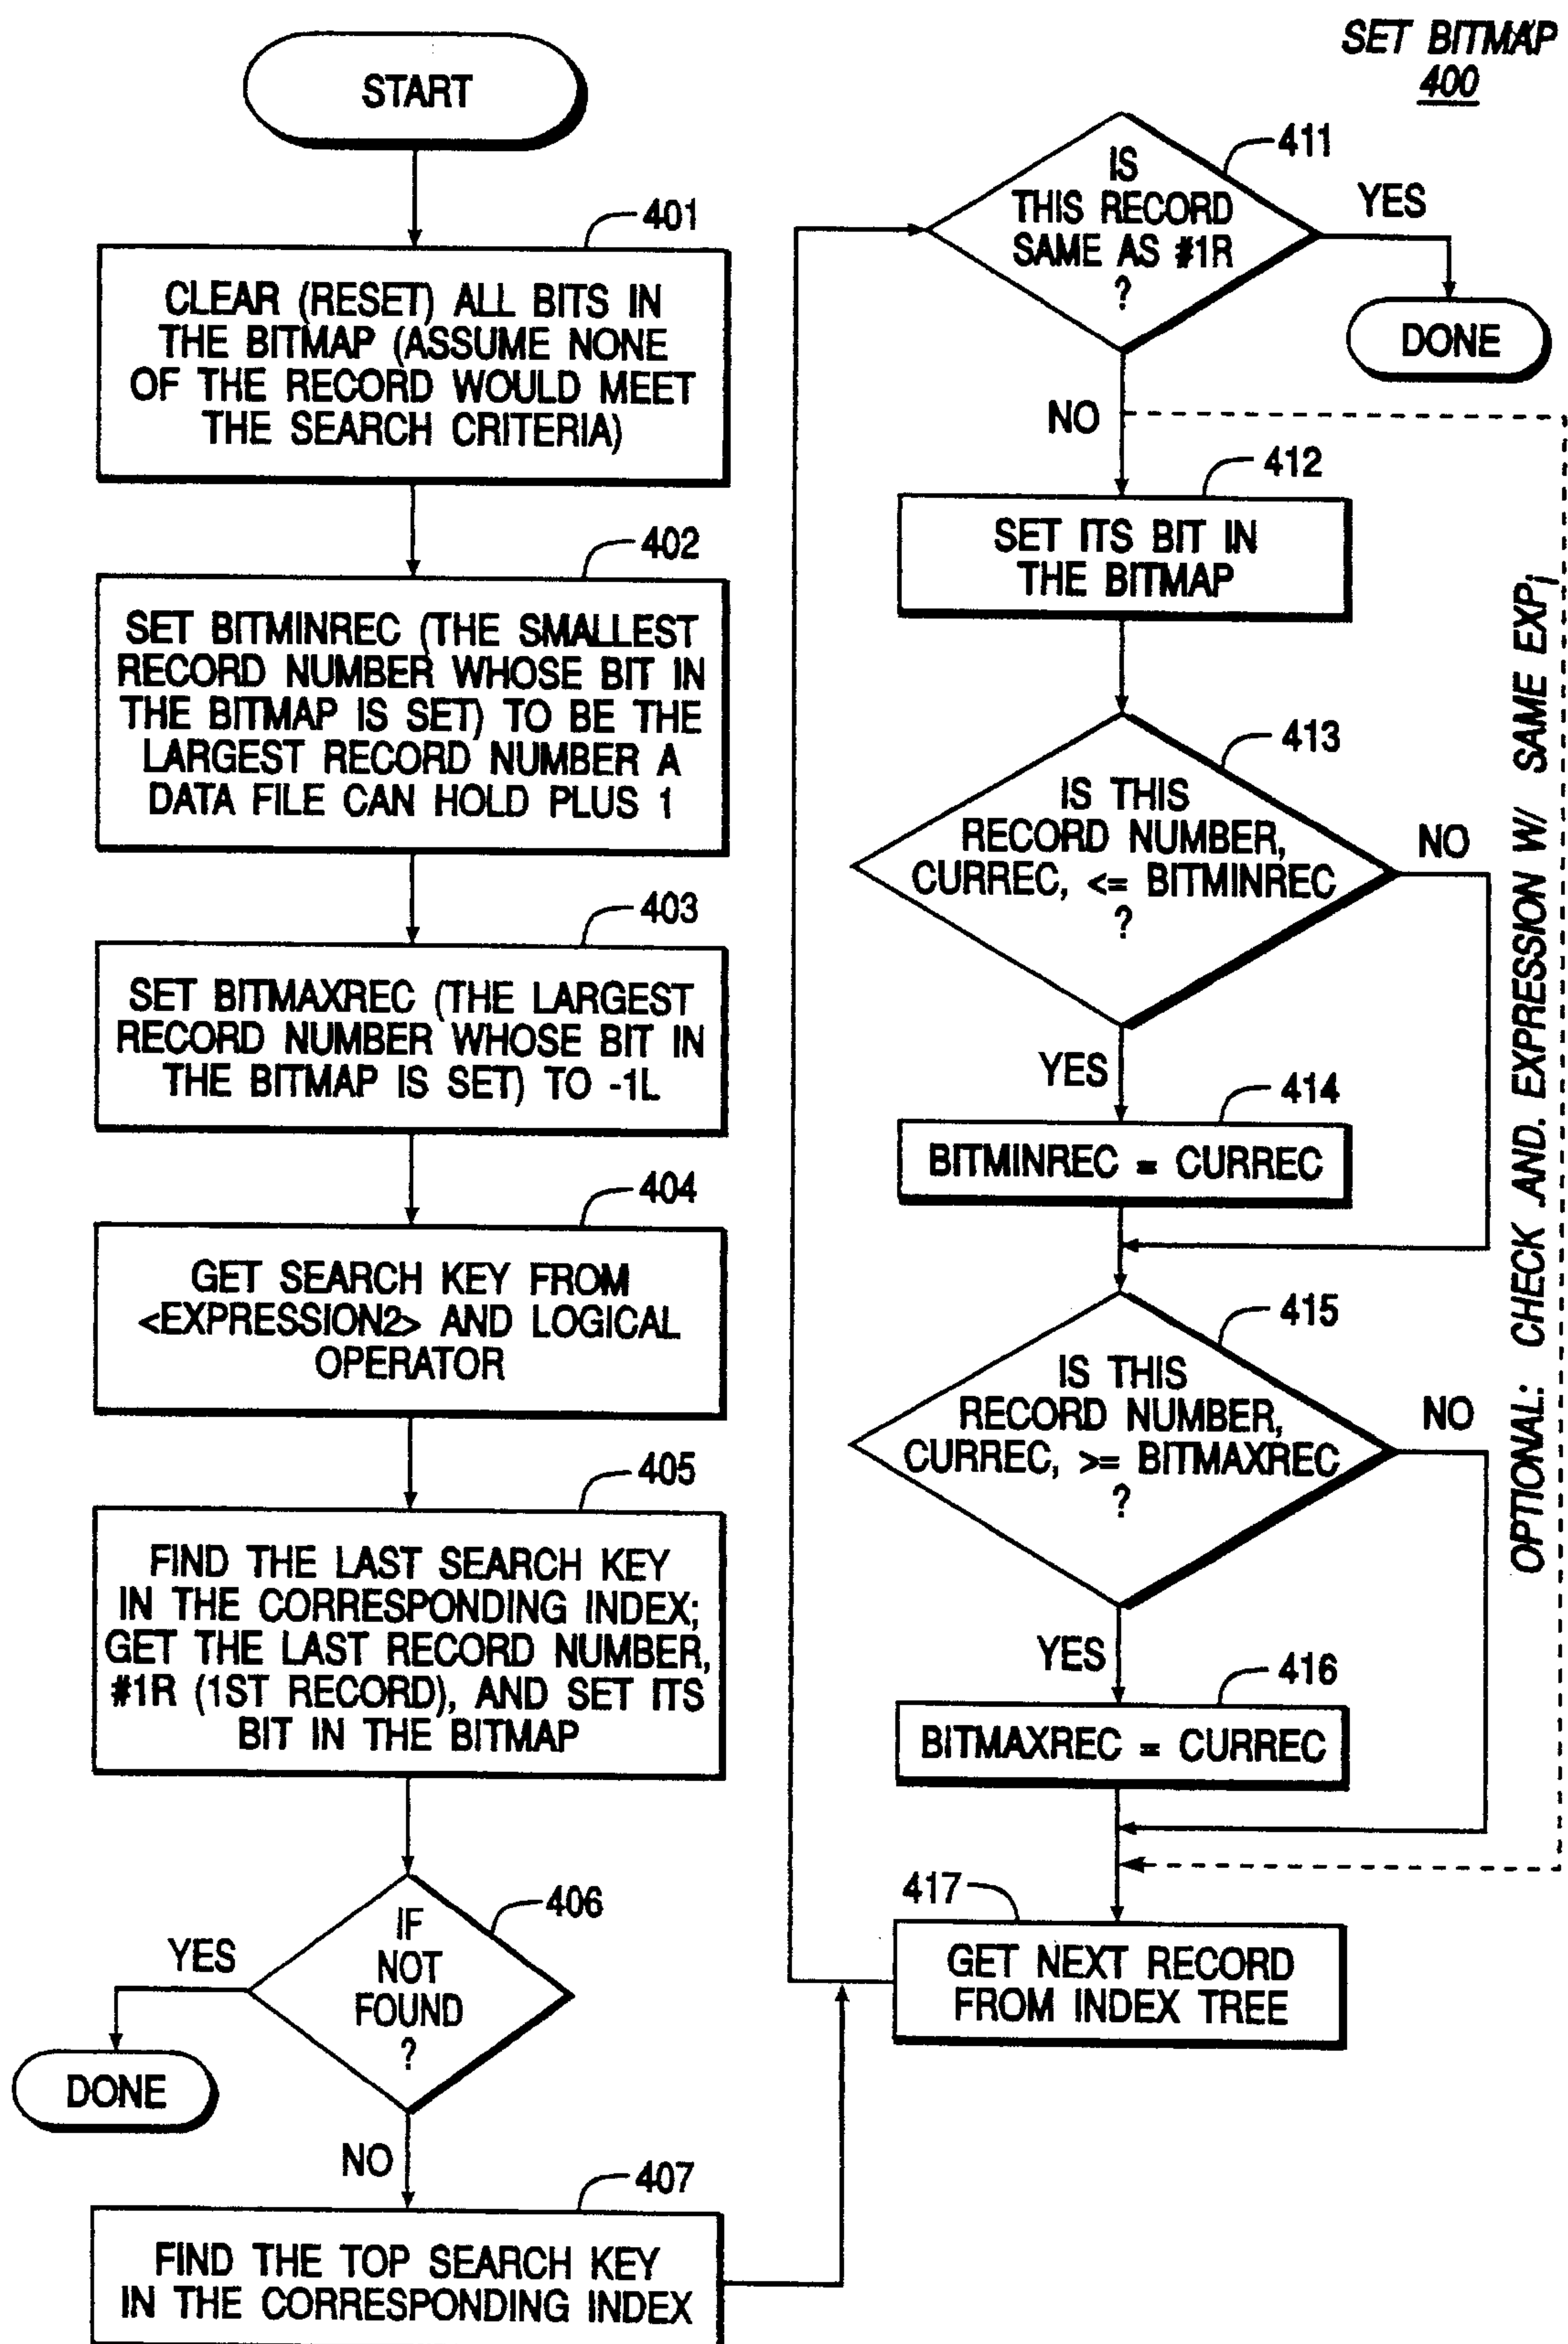 SET BITMAP
400
START
401
CLEAR (RESET) ALL BITS IN
THE BITMAP (ASSUME NONE
OF THE RECORD WOULD MEET
THE SEARCH CRITERIA)
402
SET BITMINREC (THE SMALLEST
RECORD NUMBER WHOSE BIT IN
THE BITMAP IS SET) TO BE THE
LARGEST RECORD NUMBER A
DATA FILE CAN HOLD PLUS 1
403
SET BITMAXREC (THE LARGEST
RECORD NUMBER WHOSE BIT IN
THE BITMAP IS SET) TO -1L
404
GET SEARCH KEY FROM
<EXPRESSION2> AND LOGICAL
OPERATOR
405
FIND THE LAST SEARCH KEY
IN THE CORRESPONDING INDEX;
GET THE LAST RECORD NUMBER,
#1R (1ST RECORD), AND SET ITS
BIT IN THE BITMAP
406
IF
NOT
FOUND
?
YES
DONE
NO
407
FIND THE TOP SEARCH KEY
IN THE CORRESPONDING INDEX
411
IS
THIS RECORD
SAME AS #1R
?
YES
DONE
NO
412
SET ITS BIT IN
THE BITMAP
413
IS THIS
RECORD NUMBER,
CURREC, <= BITMINREC
?
NO
YES
414
BITMINREC = CURREC
415
IS THIS
RECORD NUMBER,
CURREC, >= BITMAXREC
?
NO
YES
416
BITMAXREC = CURREC
417
GET NEXT RECORD
FROM INDEX TREE
OPTIONAL: CHECK .AND. EXPRESSION W/ SAME EXPi